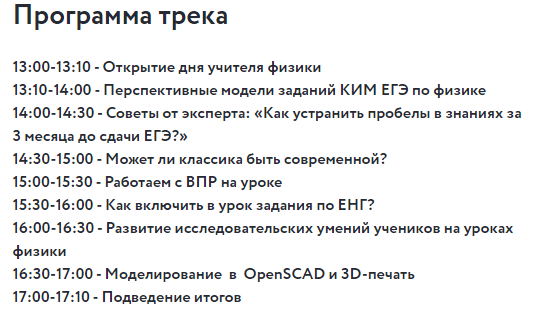 Программа трека
13:00-13:10 - Открытие дня учителя физики
13:10-14:00 - Перспективные модели заданий КИМ ЕГЭ по физике
14:00-14:30 - Советы от эксперта: «Как устранить пробелы в знаниях за
3 месяца до сдачи ЕГЭ?»
14:30-15:00 - Может ли классика быть современной?
15:00-15:30 - Работаем с ВПР на уроке
15:30-16:00 - Как включить в урок задания по ЕНГ?
16:00-16:30 - Развитие исследовательских умений учеников на уроках
физики
16:30-17:00 - Моделирование в OpenSCAD и 3D-печать
17:00-17:10 - Подведение итогов